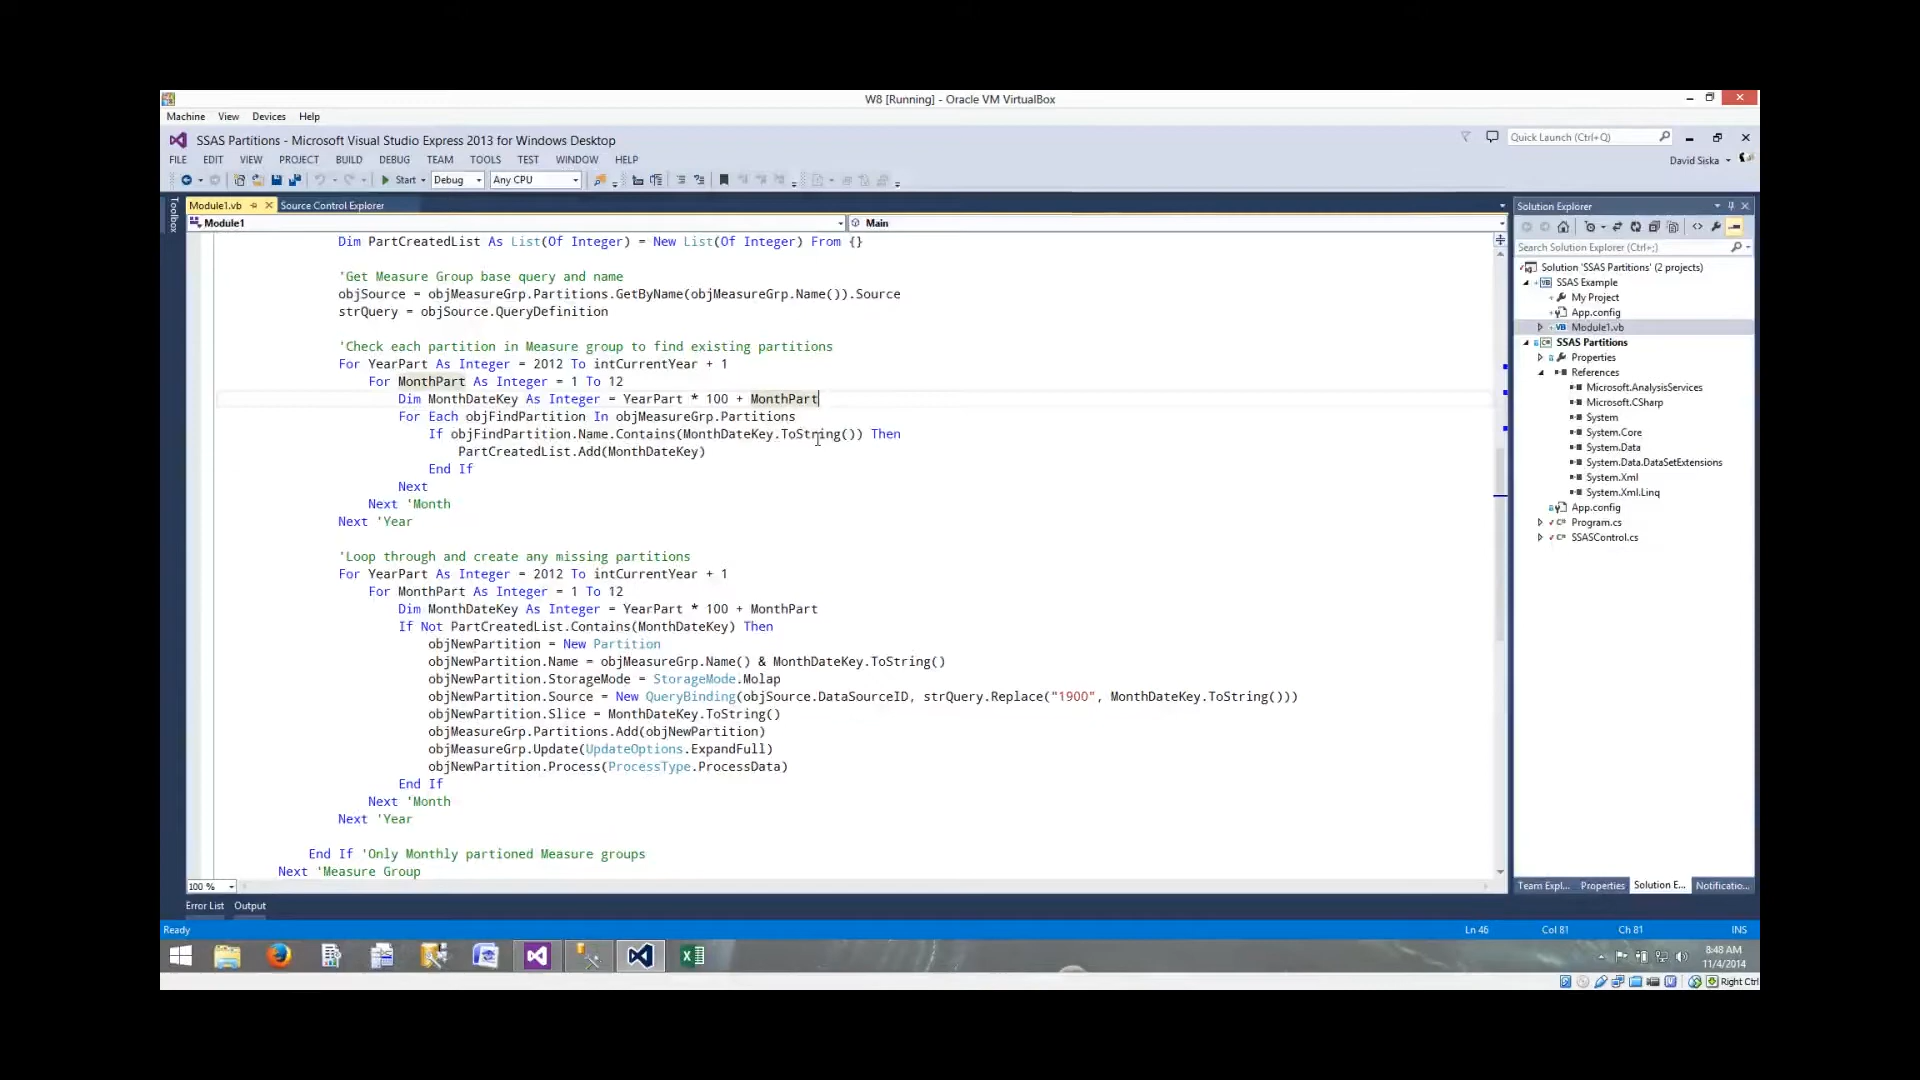 W8 [Running] - Oracle VM VirtualBox
Machine View Devices Help
SSAS Partitions - Microsoft Visual Studio Express 2013 for Windows Desktop
Quick Launch (Ctrl+Q)
FILE EDIT VIEW PROJECT BUILD DEBUG TEAM TOOLS TEST WINDOW HELP
David Siska
Start Debug Any CPU
Toolbox
Module1.vb Source Control Explorer
Module1 Main
Dim PartCreatedList As List(Of Integer) = New List(Of Integer) From {}
'Get Measure Group base query and name
objSource = objMeasureGrp.Partitions.GetByName(objMeasureGrp.Name()).Source
strQuery = objSource.QueryDefinition
'Check each partition in Measure group to find existing partitions
For YearPart As Integer = 2012 To intCurrentYear + 1
For MonthPart As Integer = 1 To 12
Dim MonthDateKey As Integer = YearPart * 100 + MonthPart
For Each objFindPartition In objMeasureGrp.Partitions
If objFindPartition.Name.Contains(MonthDateKey.ToString()) Then
PartCreatedList.Add(MonthDateKey)
End If
Next
Next 'Month
Next 'Year
'Loop through and create any missing partitions
For YearPart As Integer = 2012 To intCurrentYear + 1
For MonthPart As Integer = 1 To 12
Dim MonthDateKey As Integer = YearPart * 100 + MonthPart
If Not PartCreatedList.Contains(MonthDateKey) Then
objNewPartition = New Partition
objNewPartition.Name = objMeasureGrp.Name() & MonthDateKey.ToString()
objNewPartition.StorageMode = StorageMode.Molap
objNewPartition.Source = New QueryBinding(objSource.DataSourceID, strQuery.Replace("1900", MonthDateKey.ToString()))
objNewPartition.Slice = MonthDateKey.ToString()
objMeasureGrp.Partitions.Add(objNewPartition)
objMeasureGrp.Update(UpdateOptions.ExpandFull)
objNewPartition.Process(ProcessType.ProcessData)
End If
Next 'Month
Next 'Year
End If 'Only Monthly partioned Measure groups
Next 'Measure Group
100 %
Solution Explorer
Search Solution Explorer (Ctrl+;)
Solution 'SSAS Partitions' (2 projects)
SSAS Example
My Project
App.config
Module1.vb
SSAS Partitions
Properties
References
Microsoft.AnalysisServices
Microsoft.CSharp
System
System.Core
System.Data
System.Data.DataSetExtensions
System.Xml
System.Xml.Linq
App.config
Program.cs
SSASControl.cs
Team Expl... Properties Solution E... Notificatio...
Error List Output
Ready Ln 46 Col 81 Ch 81 INS
8:48 AM
11/4/2014
Right Ctrl